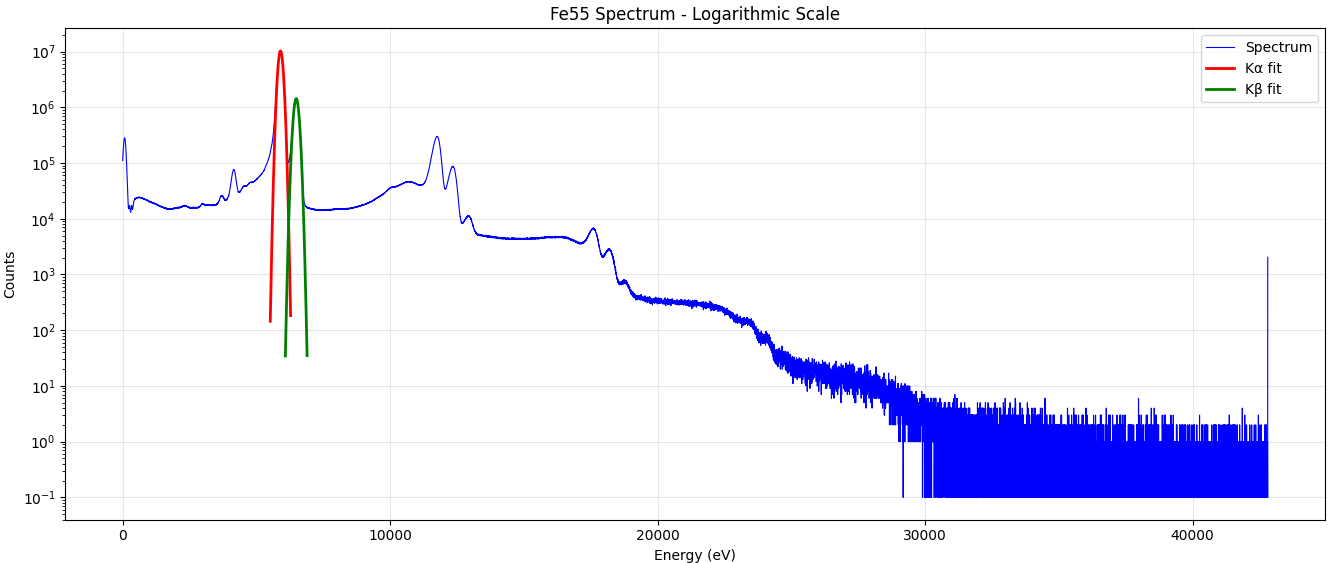 Fe55 Spectrum - Logarithmic Scale
Spectrum
Kα fit
Kβ fit
Counts
10⁷
10⁶
10⁵
10⁴
10³
10²
10¹
10⁰
10⁻¹
0 10000 20000 30000 40000
Energy (eV)